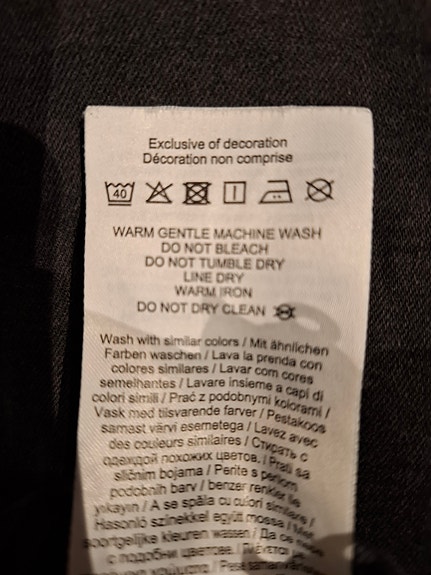 Exclusive of decoration
Décoration non comprise
40
WARM GENTLE MACHINE WASH
DO NOT BLEACH
DO NOT TUMBLE DRY
LINE DRY
WARM IRON
DO NOT DRY CLEAN
Wash with similar colors / Mit ähnlichen
Farben waschen / Lava la prenda con
colores similares / Lavar com cores
semelhantes / Lavare insieme a capi di
colori simili / Prać z podobnymi kolorami /
Vask med tilsvarende farver / Pestakoos
samast värvi esemetega / Lavez avec
des couleurs similaires / Стирать с
одеждой похожих цветов. / Prati sa
sličnim bojama / Perite s perilom
podobnih barv / benzer renkler ile
yıkayın / A se spăla cu culori similare /
Hasonló színekkel együtt mossa / Met
soortgelijke kleuren wassen / Да се
с подобни цветове. /